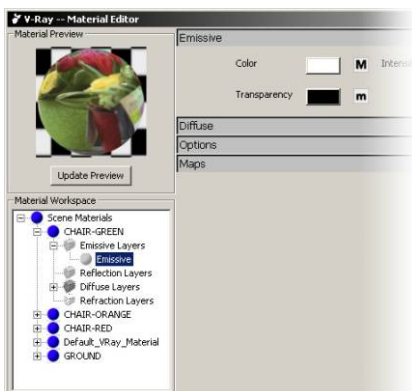 V-Ray -- Material Editor
Material Preview
Update Preview
Emissive
Color M Intensi
Transparency m
Diffuse
Options
Maps
Material Workspace
Scene Materials
CHAIR-GREEN
Emissive Layers
Emissive
Reflection Layers
Diffuse Layers
Refraction Layers
CHAIR-ORANGE
CHAIR-RED
Default_VRay_Material
GROUND